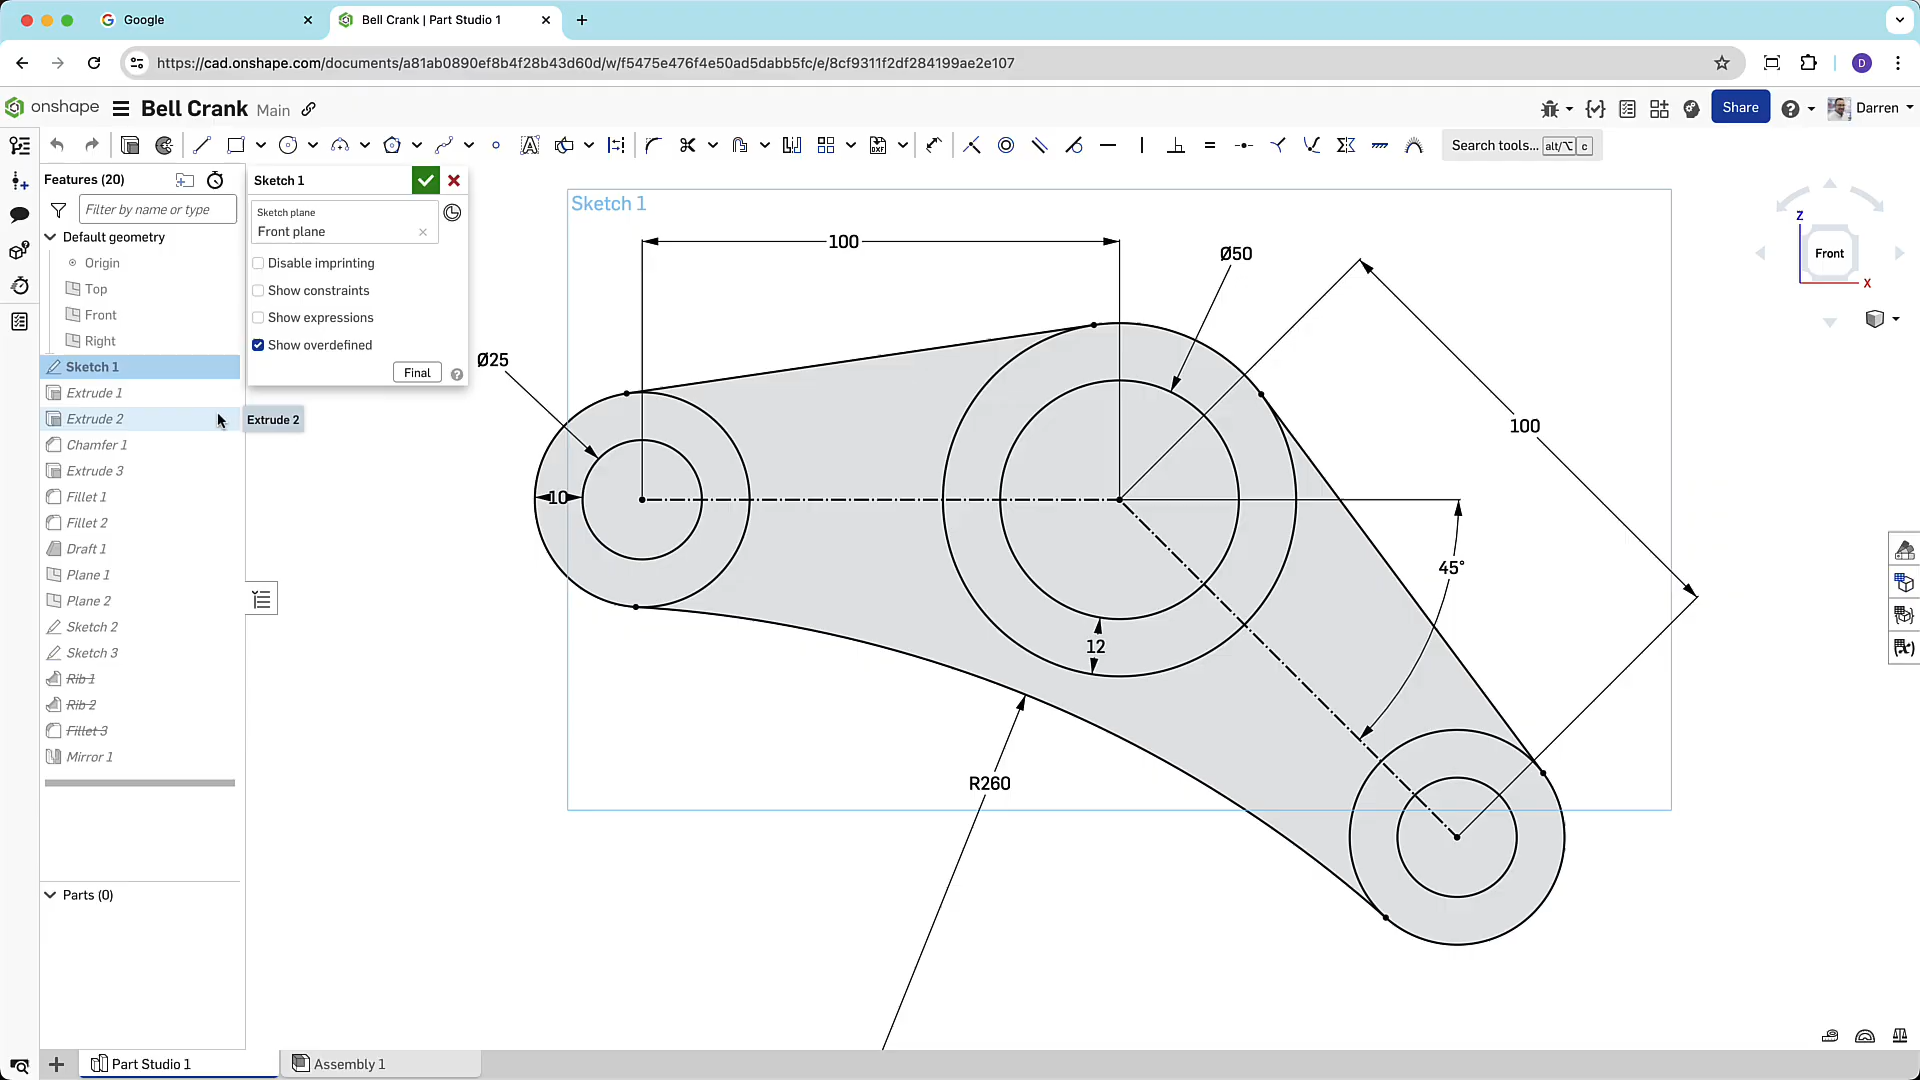 Google
Bell Crank | Part Studio 1
https://cad.onshape.com/documents/a81ab0890ef8b4f28b43d60d/w/f5475e476f4e50ad5dabb5fc/e/8cf9311f2df284199ae2e107
D
onshape
Bell Crank
Main
Share
Darren
Search tools...
alt/⌥
c
Features (20)
Filter by name or type
Default geometry
Origin
Top
Front
Right
Sketch 1
Extrude 1
Extrude 2
Chamfer 1
Extrude 3
Fillet 1
Fillet 2
Draft 1
Plane 1
Plane 2
Sketch 2
Sketch 3
Rib 1
Rib 2
Fillet 3
Mirror 1
Parts (0)
Sketch 1
Sketch plane
Front plane
Disable imprinting
Show constraints
Show expressions
Show overdefined
Final
Extrude 2
Sketch 1
100
Ø50
Ø25
100
10
45°
12
R260
Z
Front
X
Part Studio 1
Assembly 1